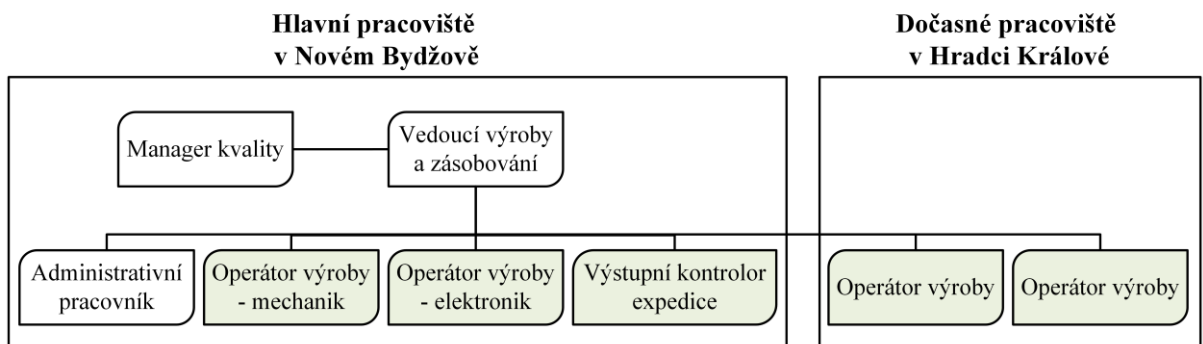 Hlavní pracoviště
v Novém Bydžově
Dočasné pracoviště
v Hradci Králové
Manager kvality
Vedoucí výroby
a zásobování
Administrativní
pracovník
Operátor výroby
- mechanik
Operátor výroby
- elektronik
Výstupní kontrolor
expedice
Operátor výroby
Operátor výroby